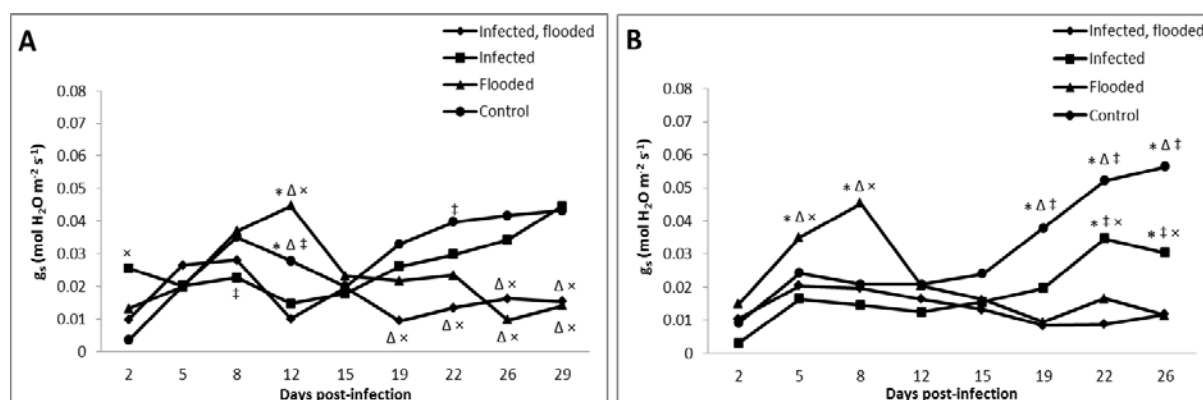 A
Infected, flooded
Infected
Flooded
Control
0.08
0.07
0.06
0.05
0.04
0.03
0.02
0.01
0
gₛ (mol H₂O m⁻² s⁻¹)
* Δ ×
* Δ ‡
×
‡
‡
Δ ×
Δ ×
Δ ×
Δ ×
Δ ×
Δ ×
2 5 8 12 15 19 22 26 29
Days post-infection
B
Infected, flooded
Infected
Flooded
Control
0.08
0.07
0.06
0.05
0.04
0.03
0.02
0.01
0
gₛ (mol H₂O m⁻² s⁻¹)
* Δ ×
* Δ ×
* Δ ‡
* Δ ‡
* Δ ‡
* ‡ ×
* ‡ ×
2 5 8 12 15 19 22 26
Days post-infection